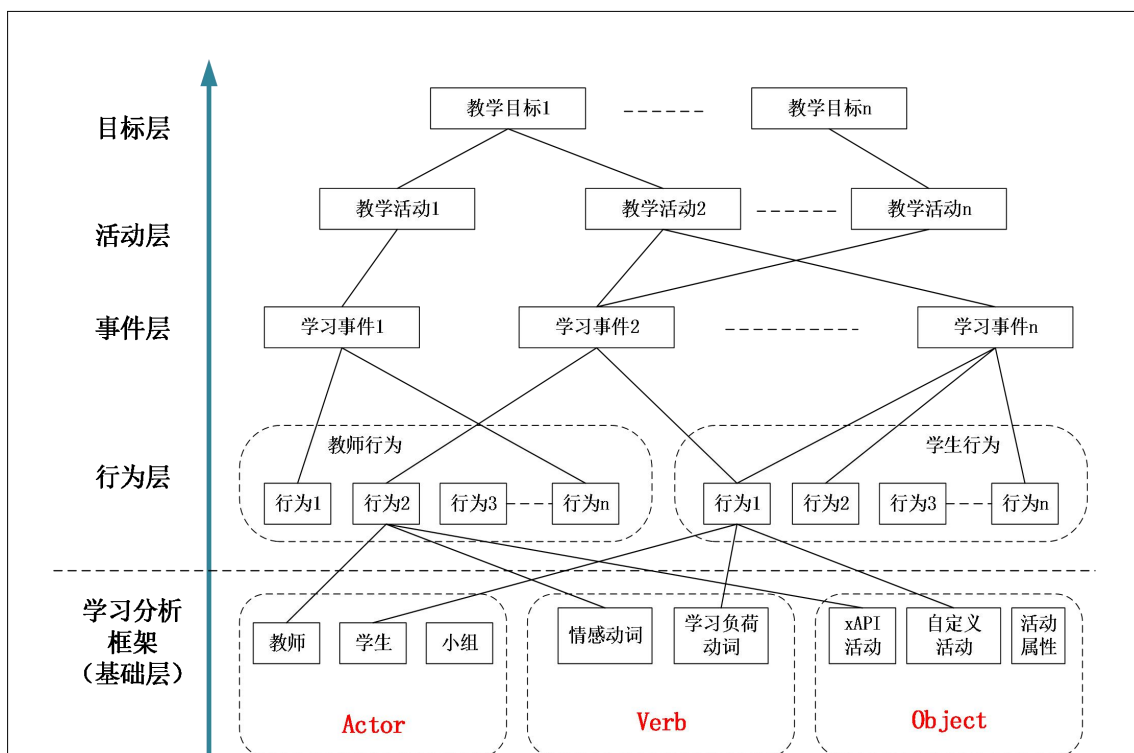 教学目标1
教学目标n
目标层
教学活动1
教学活动2
教学活动n
活动层
事件层
学习事件1
学习事件2
学习事件n
教师行为
学生行为
行为层
行为1
行为2
行为3
行为n
行为1
行为2
行为3
行为n
学习分析
框架
（基础层）
教师
学生
小组
情感动词
学习负荷
动词
xAPI
活动
自定义
活动
活动
属性
Actor
Verb
Object